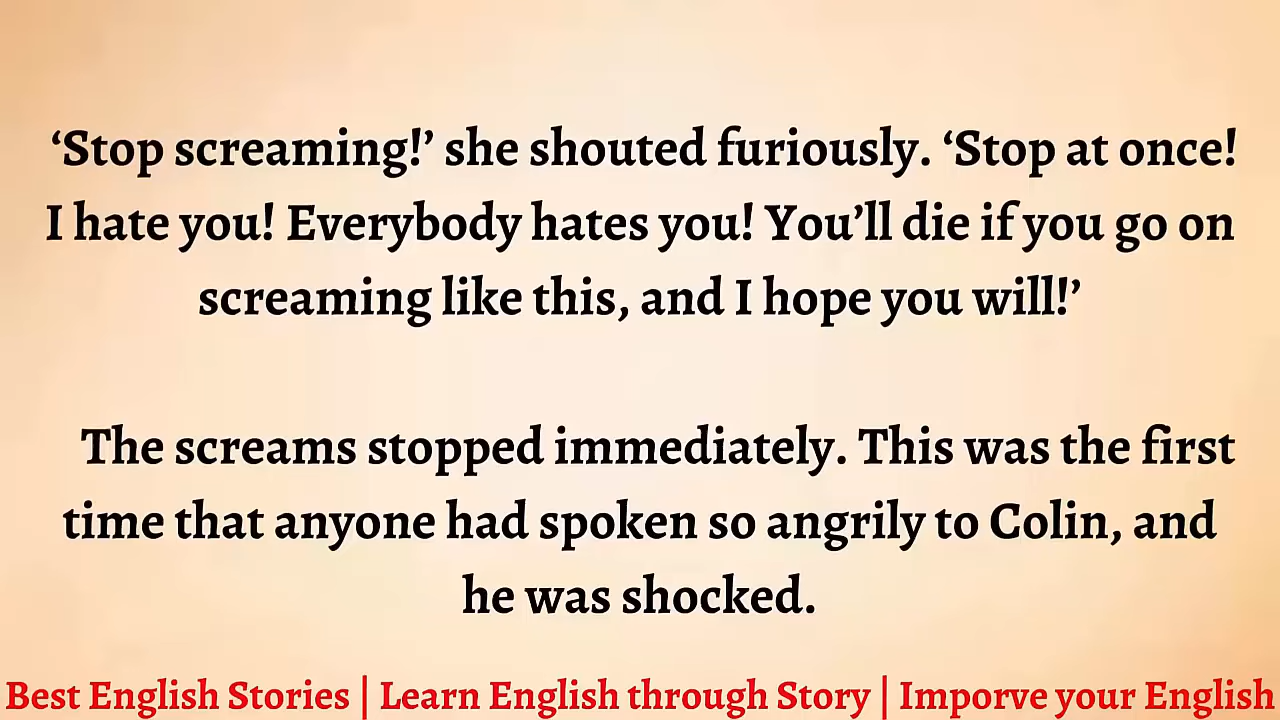 ‘Stop screaming!’ she shouted furiously. ‘Stop at once!
I hate you! Everybody hates you! You’ll die if you go on
screaming like this, and I hope you will!’
The screams stopped immediately. This was the first
time that anyone had spoken so angrily to Colin, and
he was shocked.
Best English Stories | Learn English through Story | Imporve your English